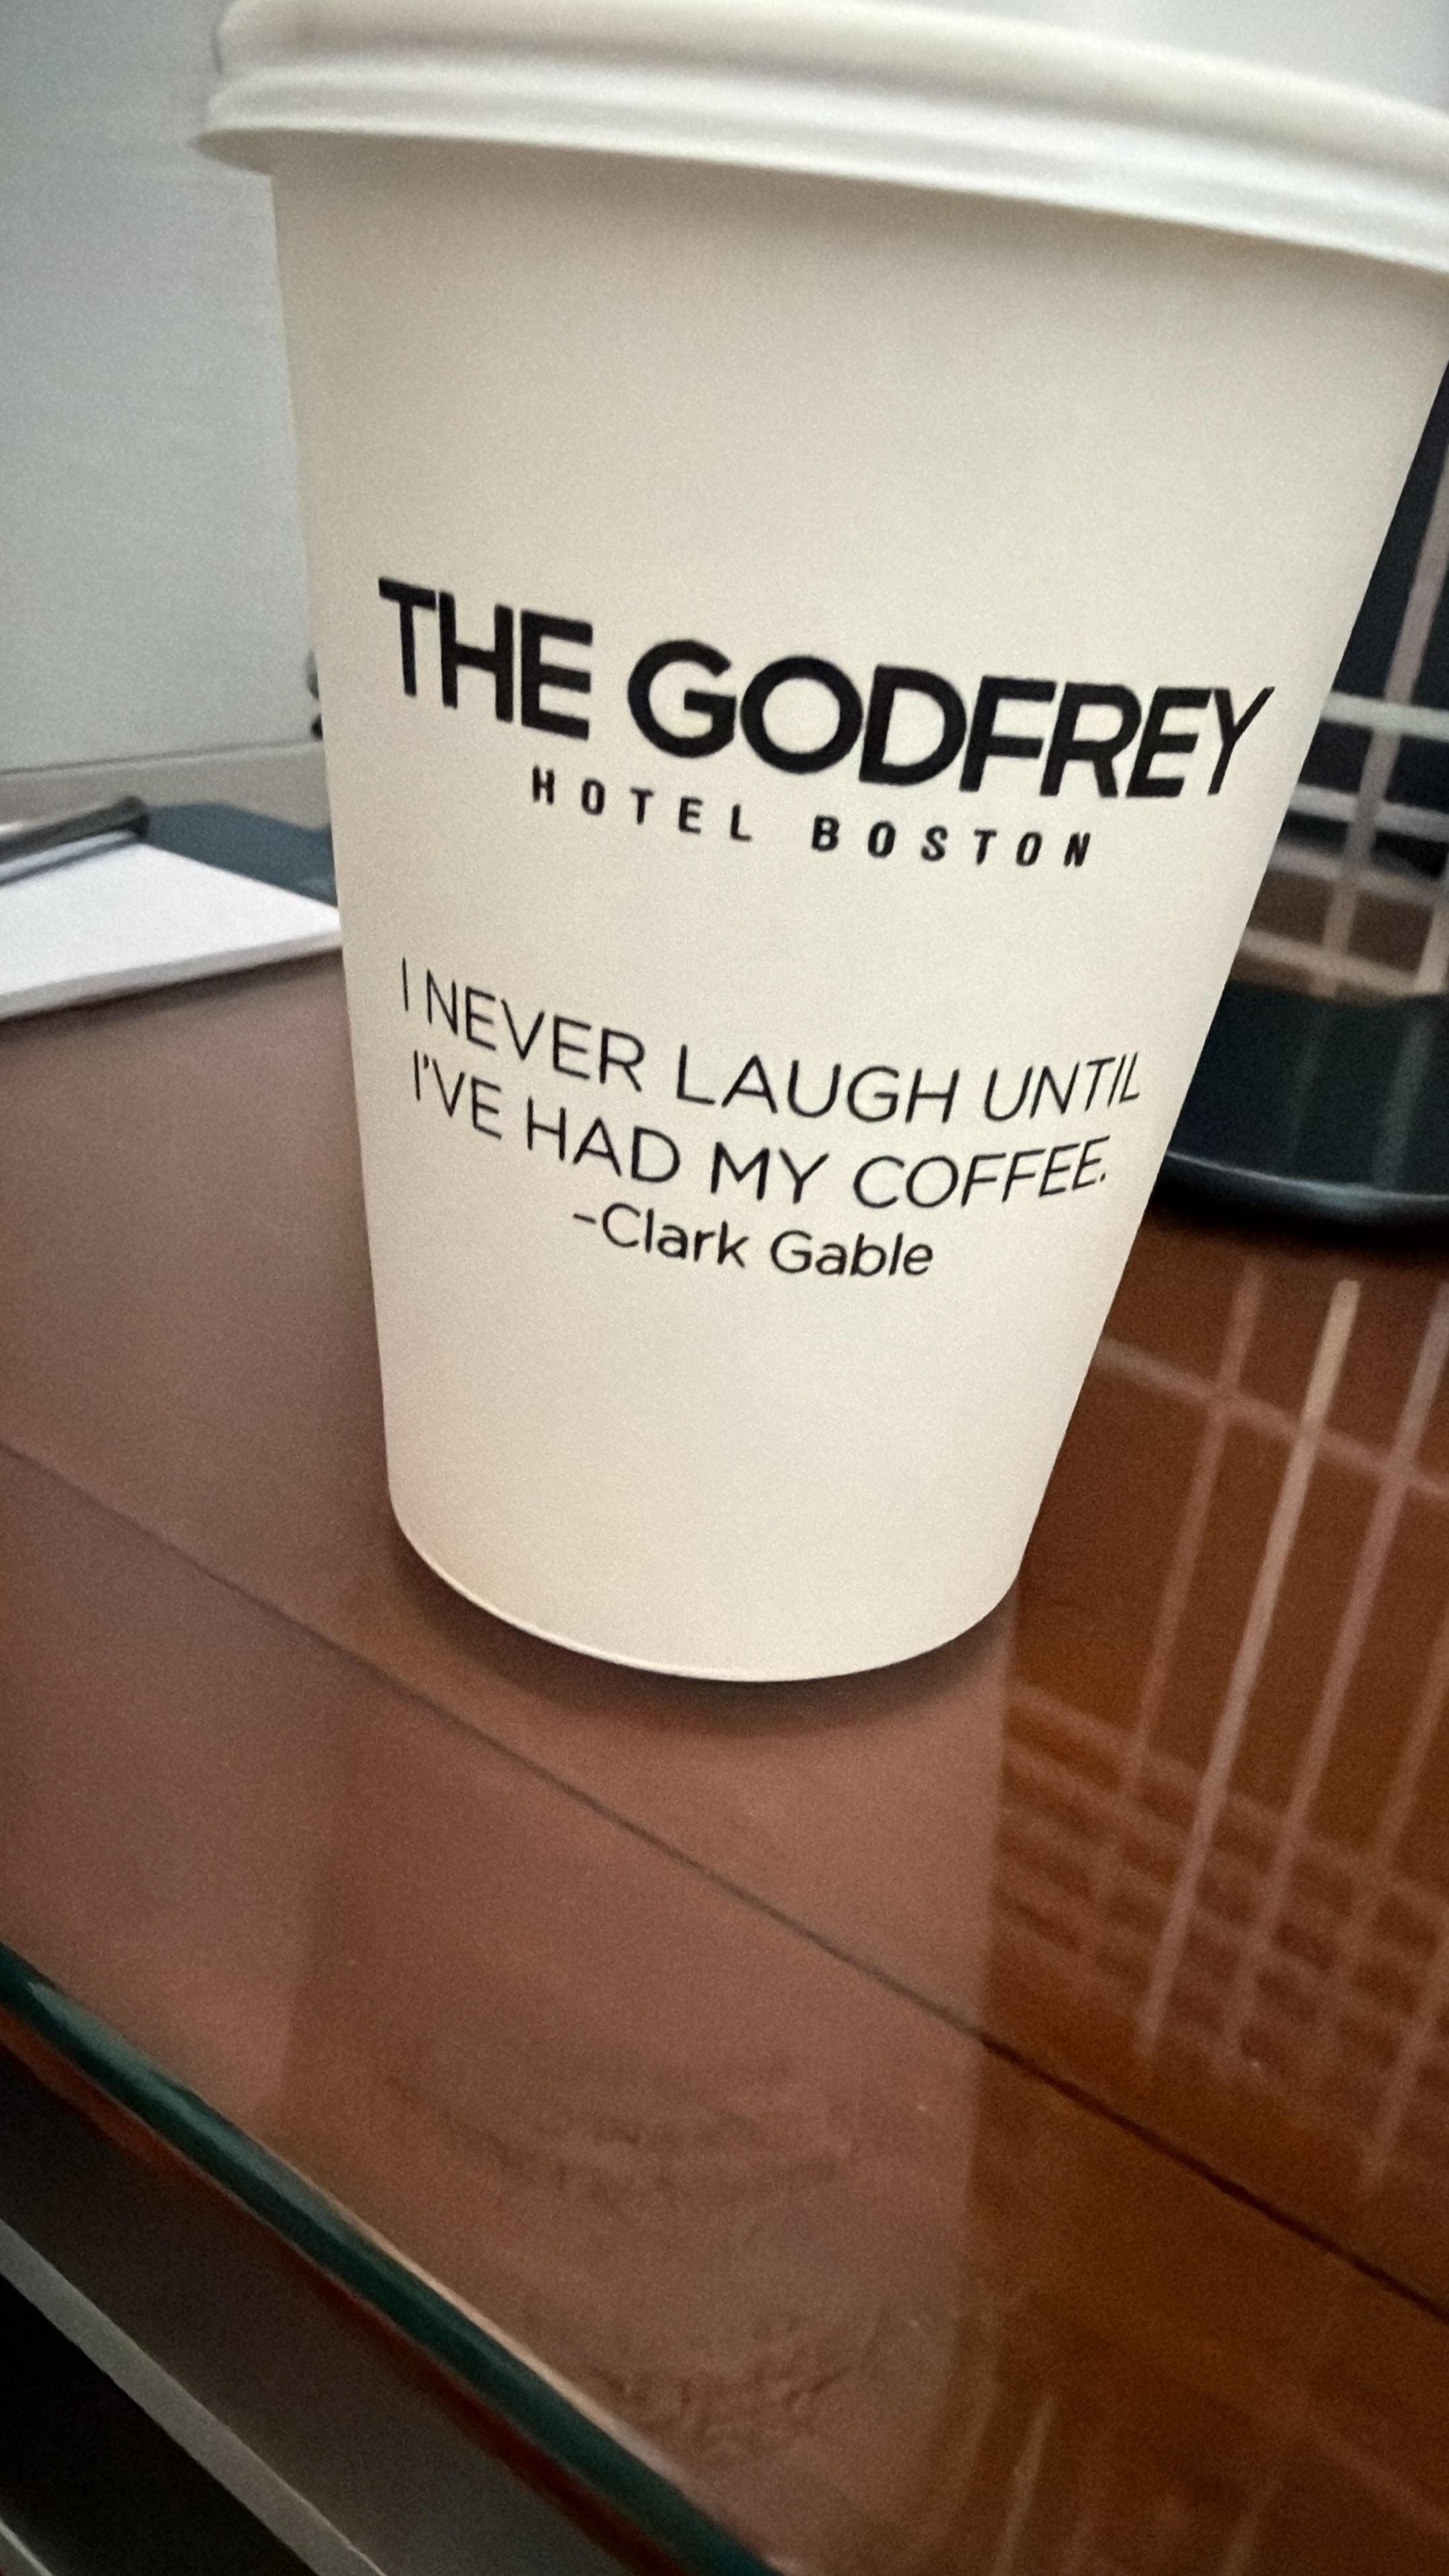 THE GODFREY
HOTEL BOSTON
I NEVER LAUGH UNTIL
I'VE HAD MY COFFEE.
-Clark Gable